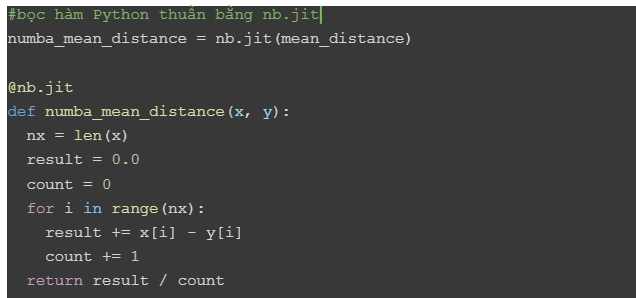 #bọc hàm Python thuần bằng nb.jit
numba_mean_distance = nb.jit(mean_distance)
@nb.jit
def numba_mean_distance(x, y):
  nx = len(x)
  result = 0.0
  count = 0
  for i in range(nx):
    result += x[i] - y[i]
    count += 1
  return result / count